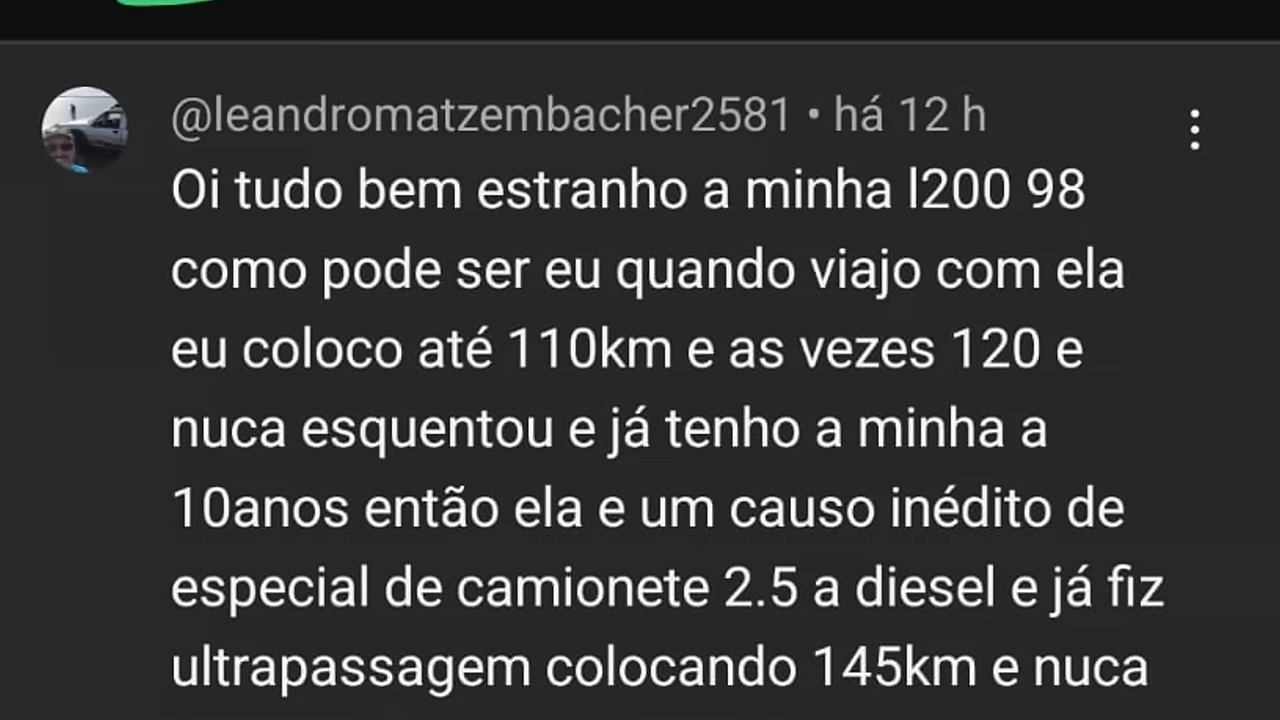 @leandromatzembacher2581 • há 12 h
Oi tudo bem estranho a minha l200 98
como pode ser eu quando viajo com ela
eu coloco até 110km e as vezes 120 e
nuca esquentou e já tenho a minha a
10anos então ela e um causo inédito de
especial de camionete 2.5 a diesel e já fiz
ultrapassagem colocando 145km e nuca